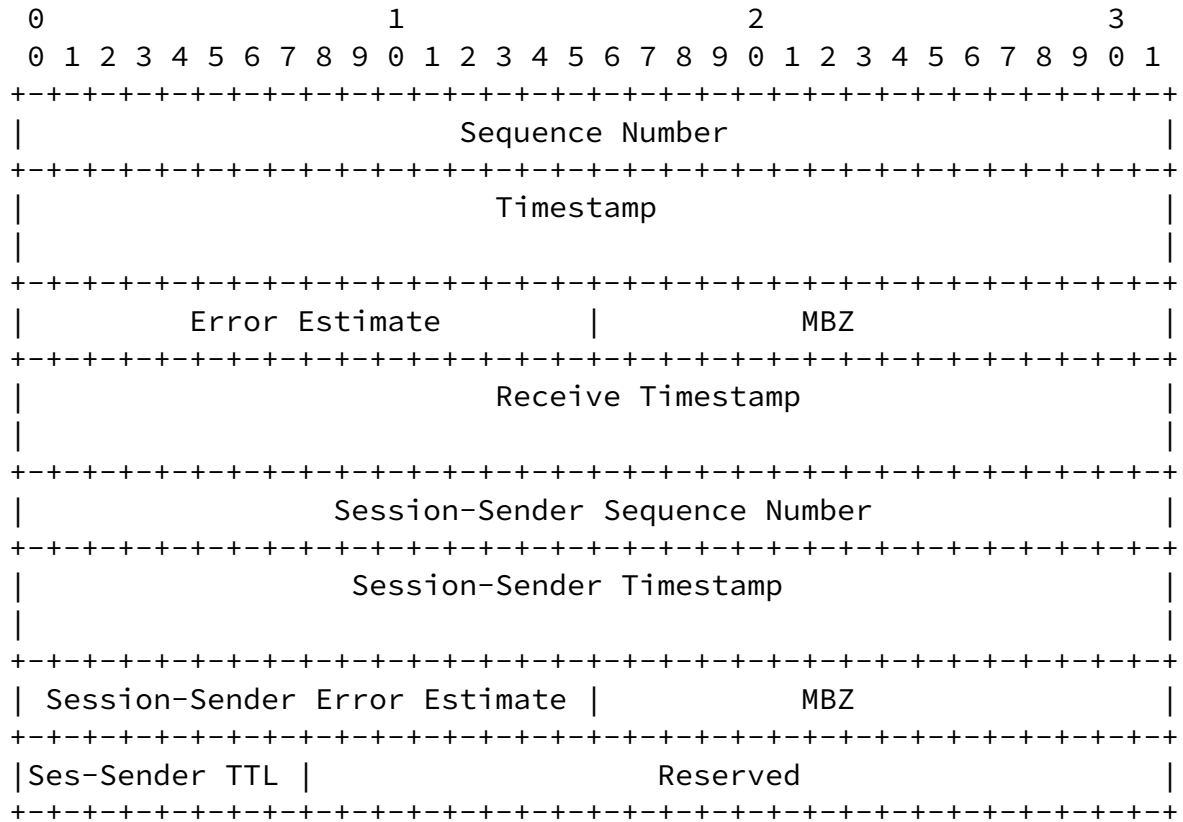 0                   1                   2                   3
 0 1 2 3 4 5 6 7 8 9 0 1 2 3 4 5 6 7 8 9 0 1 2 3 4 5 6 7 8 9 0 1
+-+-+-+-+-+-+-+-+-+-+-+-+-+-+-+-+-+-+-+-+-+-+-+-+-+-+-+-+-+-+-+-+
|                        Sequence Number                        |
+-+-+-+-+-+-+-+-+-+-+-+-+-+-+-+-+-+-+-+-+-+-+-+-+-+-+-+-+-+-+-+-+
|                          Timestamp                            |
|                                                               |
+-+-+-+-+-+-+-+-+-+-+-+-+-+-+-+-+-+-+-+-+-+-+-+-+-+-+-+-+-+-+-+-+
|         Error Estimate        |           MBZ                 |
+-+-+-+-+-+-+-+-+-+-+-+-+-+-+-+-+-+-+-+-+-+-+-+-+-+-+-+-+-+-+-+-+
|                          Receive Timestamp                    |
|                                                               |
+-+-+-+-+-+-+-+-+-+-+-+-+-+-+-+-+-+-+-+-+-+-+-+-+-+-+-+-+-+-+-+-+
|                 Session-Sender Sequence Number                |
+-+-+-+-+-+-+-+-+-+-+-+-+-+-+-+-+-+-+-+-+-+-+-+-+-+-+-+-+-+-+-+-+
|                  Session-Sender Timestamp                     |
|                                                               |
+-+-+-+-+-+-+-+-+-+-+-+-+-+-+-+-+-+-+-+-+-+-+-+-+-+-+-+-+-+-+-+-+
| Session-Sender Error Estimate |           MBZ                 |
+-+-+-+-+-+-+-+-+-+-+-+-+-+-+-+-+-+-+-+-+-+-+-+-+-+-+-+-+-+-+-+-+
|Ses-Sender TTL |                   Reserved                    |
+-+-+-+-+-+-+-+-+-+-+-+-+-+-+-+-+-+-+-+-+-+-+-+-+-+-+-+-+-+-+-+-+